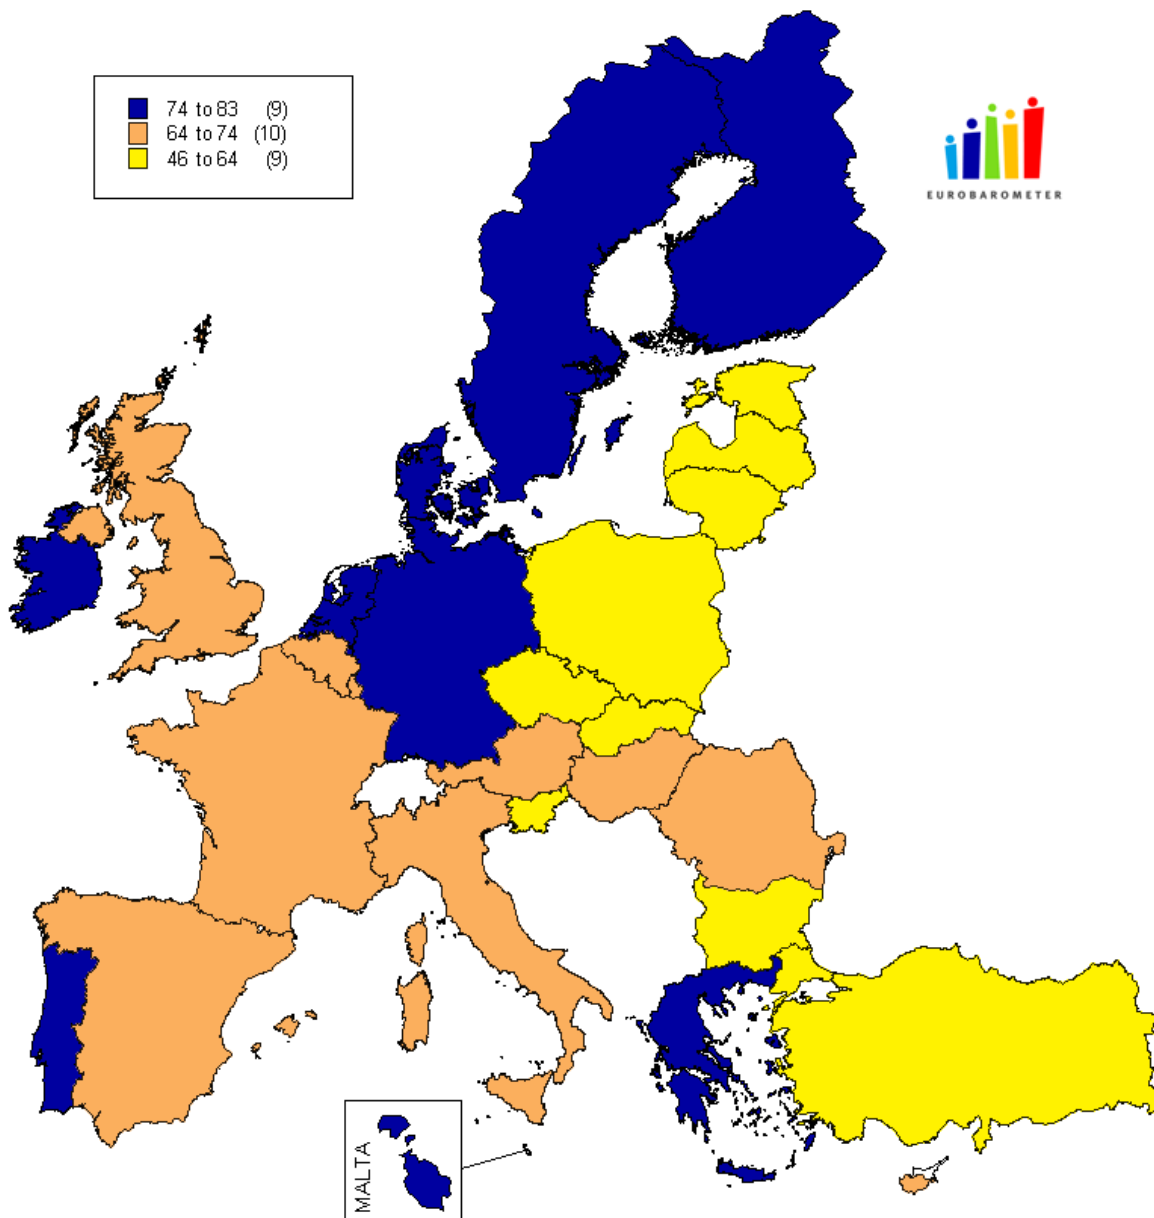 74 to 83 (9)
64 to 74 (10)
46 to 64 (9)
EUROBAROMETER
MALTA